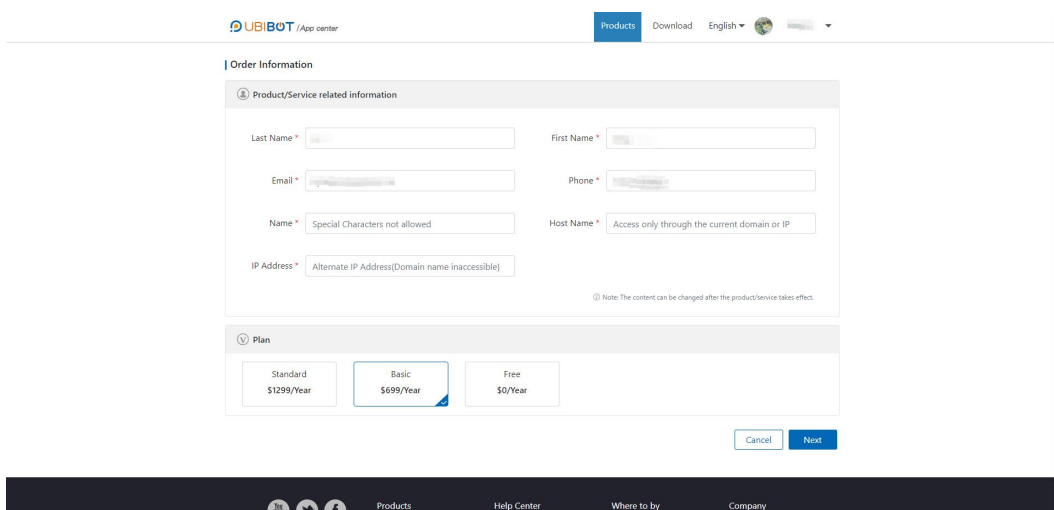 UBIBOT /App center
Products Download English
Order Information
Product/Service related information
Last Name * First Name *
Email * Phone *
Name * Special Characters not allowed Host Name * Access only through the current domain or IP
IP Address * Alternate IP Address(Domain name inaccessible)
Note: The content can be changed after the product/service takes effect.
V Plan
Standard Basic Free
$1299/Year $699/Year $0/Year
Cancel Next
Products Help Center Where to by Company